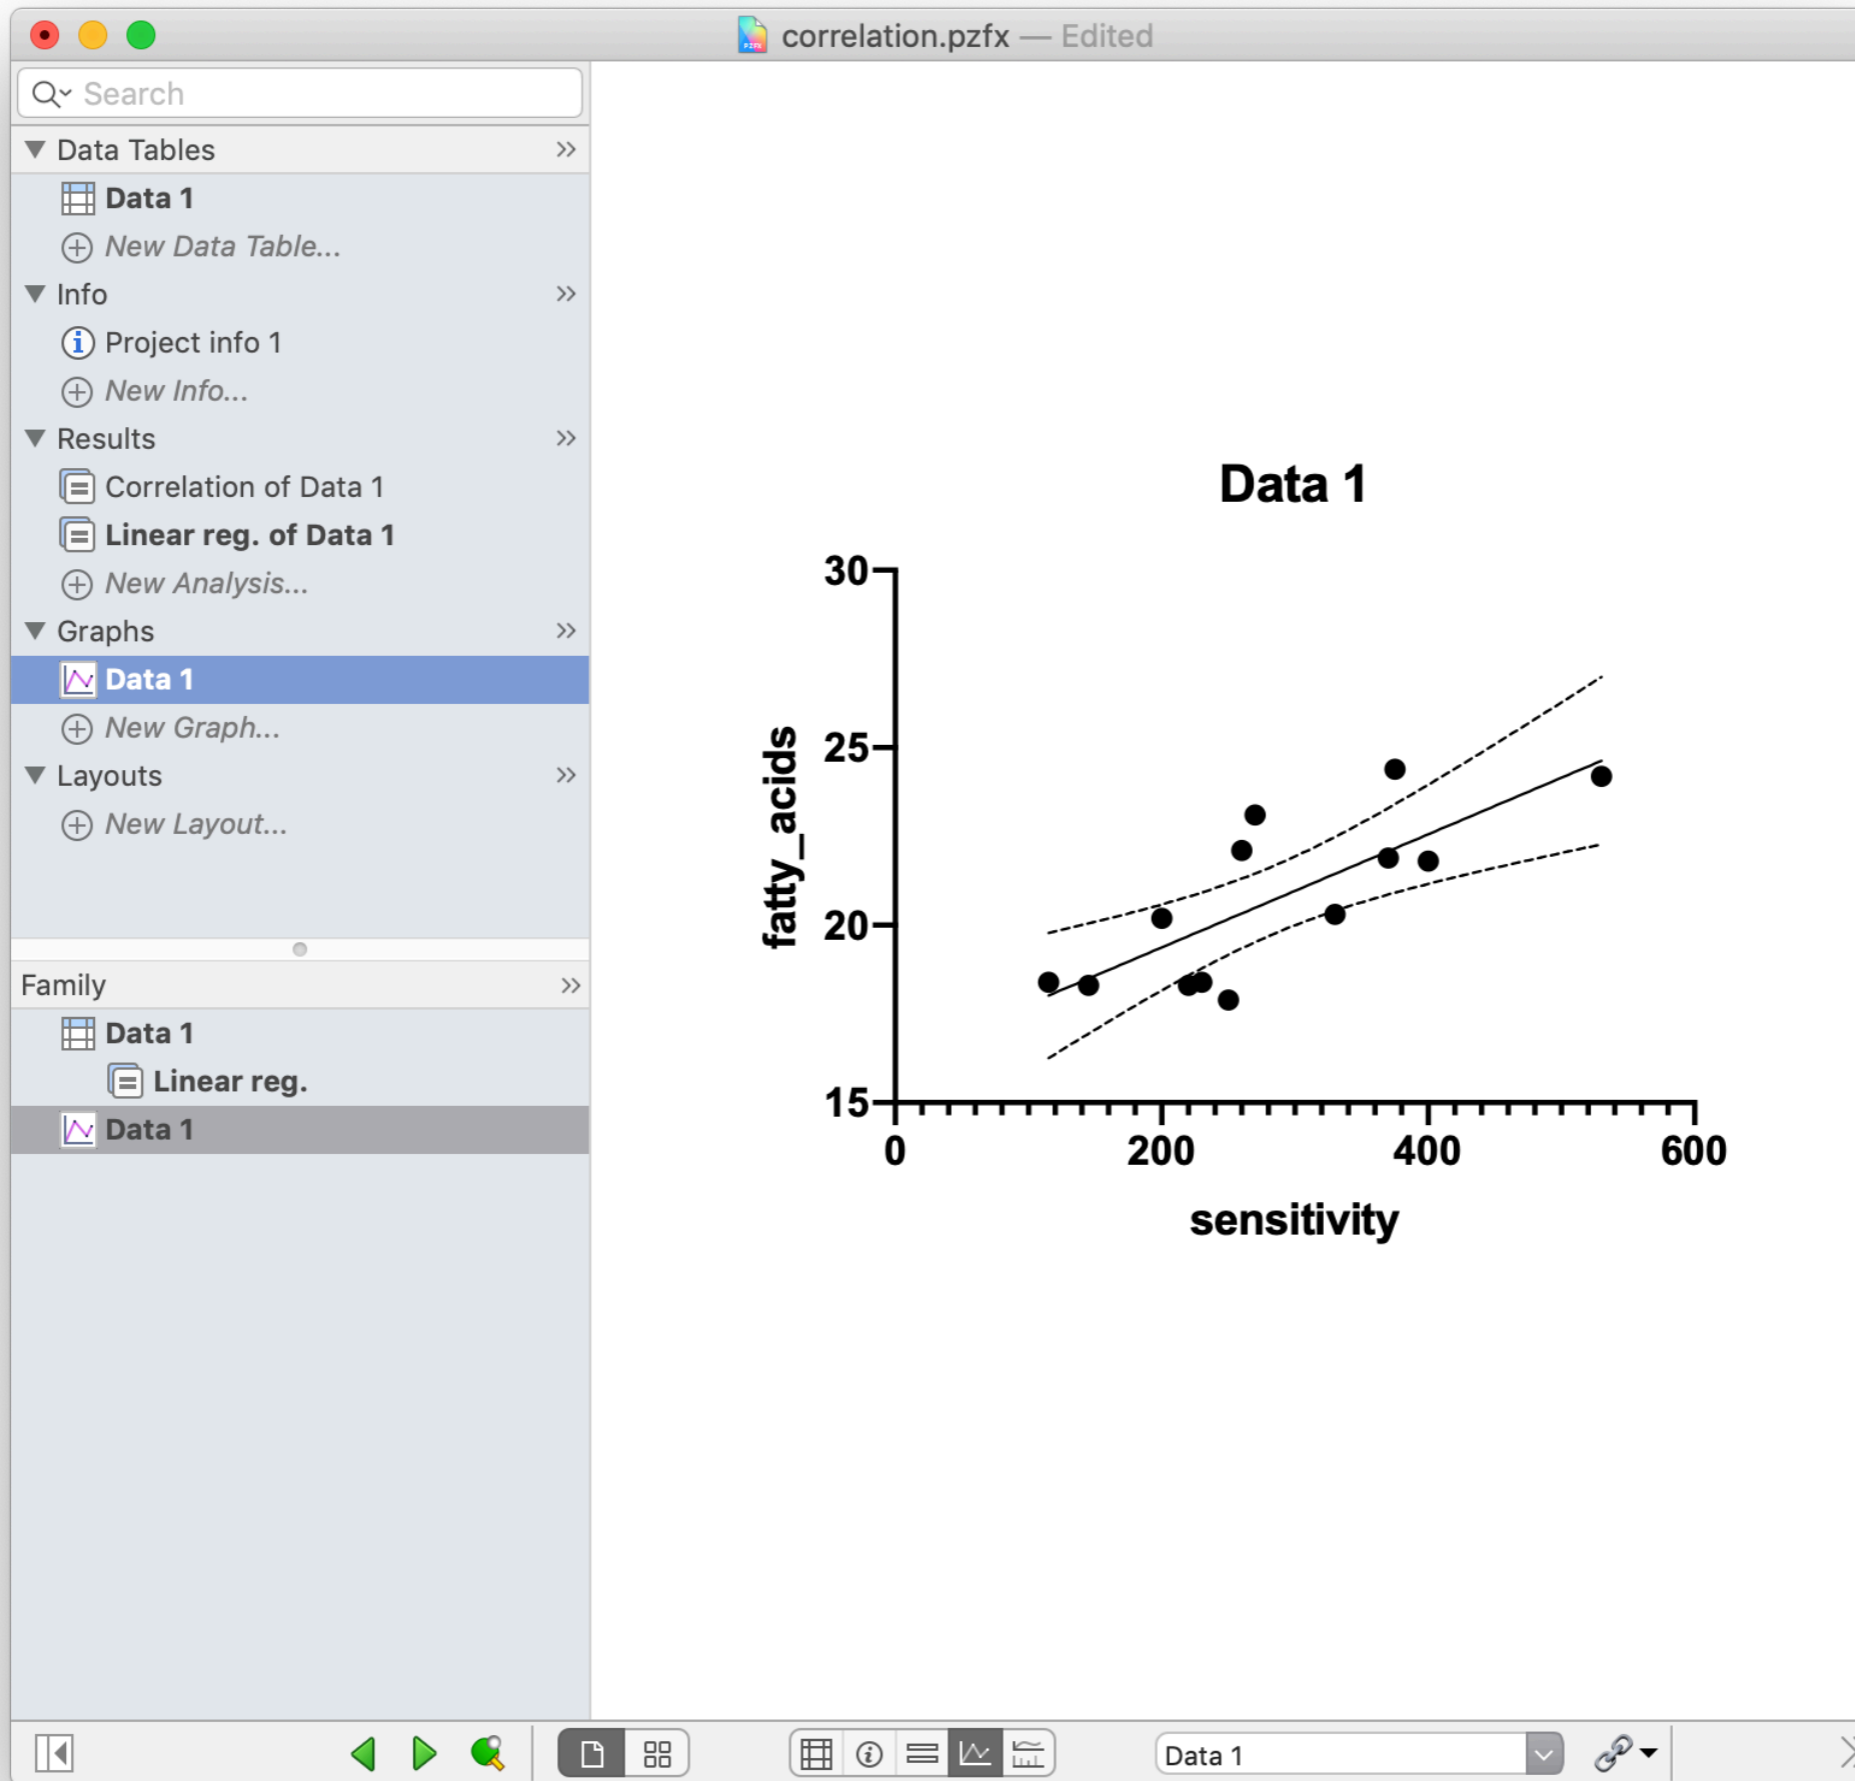 correlation.pzfx — Edited
Search
Data Tables
Data 1
New Data Table...
Info
Project info 1
New Info...
Results
Correlation of Data 1
Linear reg. of Data 1
New Analysis...
Graphs
Data 1
New Graph...
Layouts
New Layout...
Family
Data 1
Linear reg.
Data 1
Data 1
30
25
20
15
fatty_acids
0 200 400 600
sensitivity
Data 1